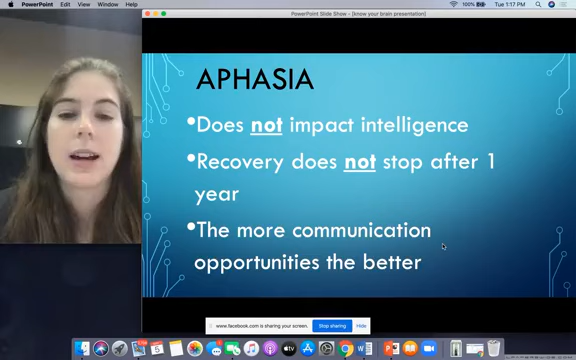 PowerPoint Edit View Window Help
100% Tue 1:17 PM
PowerPoint Slide Show - [know your brain presentation]
APHASIA
•Does not impact intelligence
•Recovery does not stop after 1
year
•The more communication
opportunities the better
www.facebook.com is sharing your screen. Stop sharing Hide